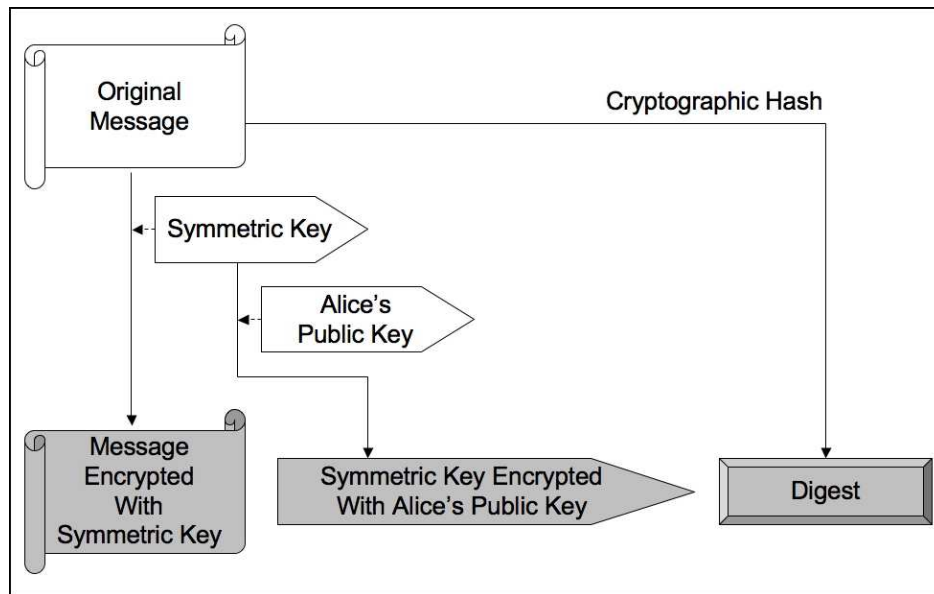 Original
Message
Cryptographic Hash
Symmetric Key
Alice's
Public Key
Message
Encrypted
With
Symmetric Key
Symmetric Key Encrypted
With Alice's Public Key
Digest